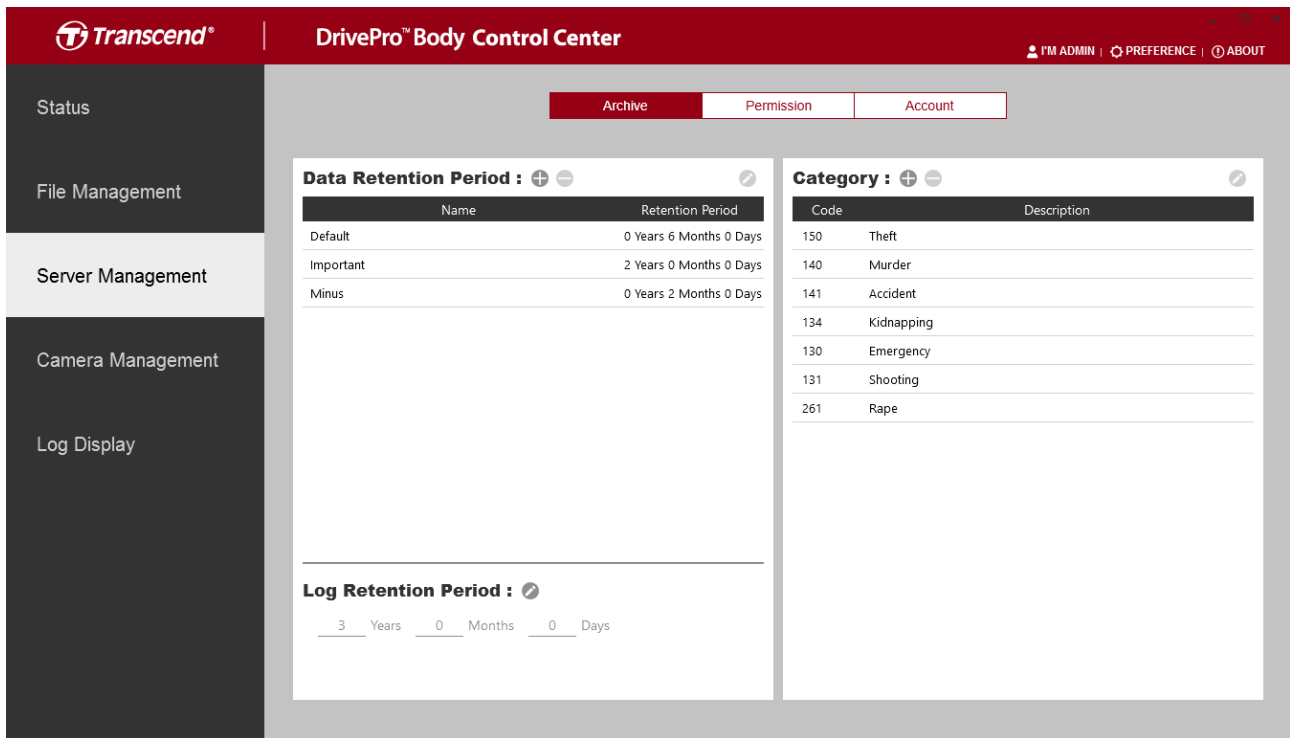 Transcend®
DrivePro™ Body Control Center
I'M ADMIN | PREFERENCE | ABOUT
Status
File Management
Server Management
Camera Management
Log Display
Archive Permission Account
Data Retention Period :
Name Retention Period
Default 0 Years 6 Months 0 Days
Important 2 Years 0 Months 0 Days
Minus 0 Years 2 Months 0 Days
Log Retention Period :
3 Years 0 Months 0 Days
Category :
Code Description
150 Theft
140 Murder
141 Accident
134 Kidnapping
130 Emergency
131 Shooting
261 Rape